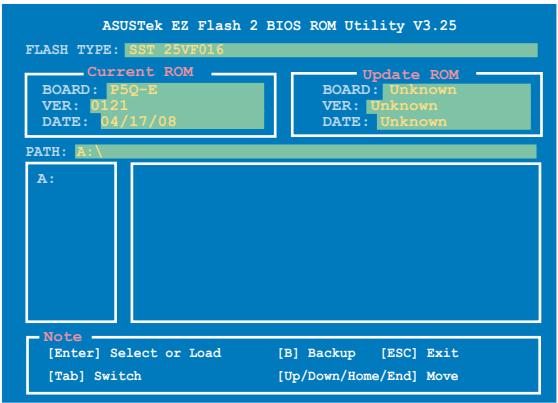 ASUSTek EZ Flash 2 BIOS ROM Utility V3.25
FLASH TYPE: SST 25VF016
Current ROM
BOARD: P5Q-E
VER: 0121
DATE: 04/17/08
Update ROM
BOARD: Unknown
VER: Unknown
DATE: Unknown
PATH: A:\
A:
Note
[Enter] Select or Load [B] Backup [ESC] Exit
[Tab] Switch [Up/Down/Home/End] Move